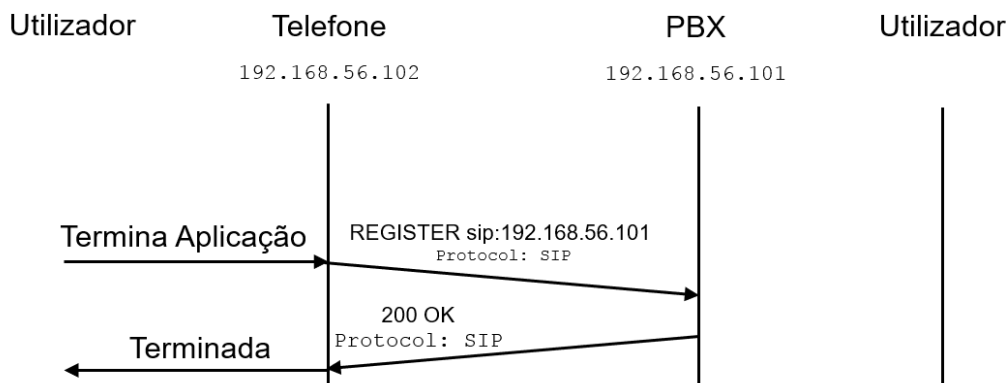 Utilizador Telefone PBX Utilizador
192.168.56.102 192.168.56.101
Termina Aplicação REGISTER sip:192.168.56.101
Protocol: SIP
200 OK
Protocol: SIP
Terminada